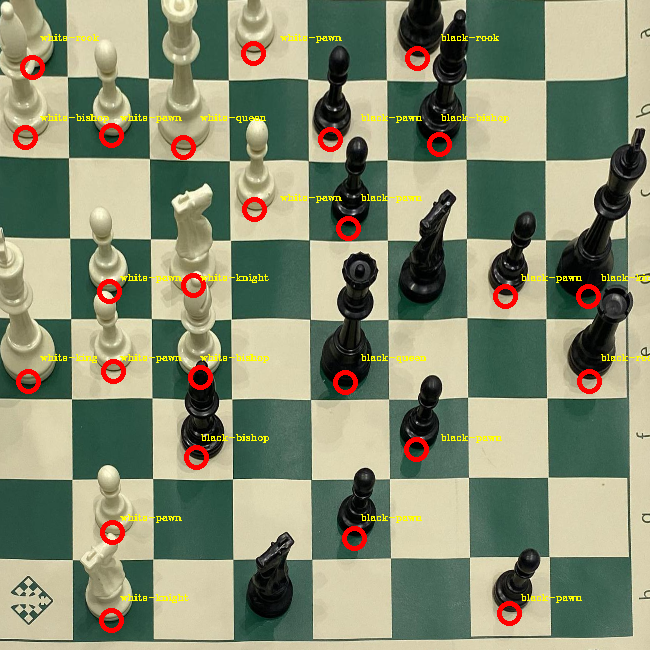 white-rook
white-pawn
black-rook
a
white-bishop
white-pawn
white-queen
black-pawn
black-bishop
b
white-pawn
black-pawn
c
white-pawn
white-knight
black-pawn
white-king
white-pawn
white-bishop
black-queen
e
black-bishop
black-pawn
f
white-pawn
black-pawn
g
white-knight
black-pawn
h